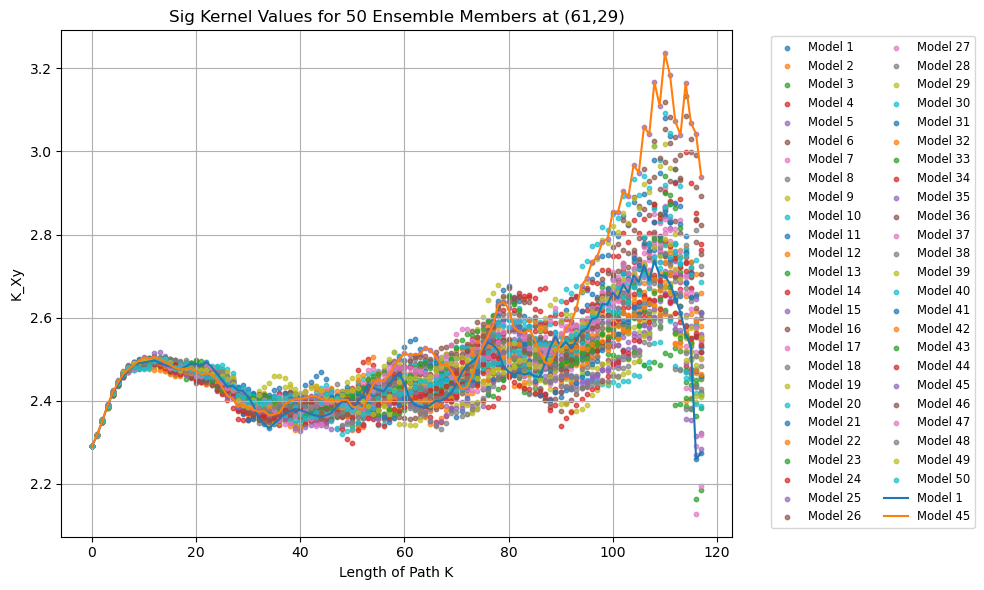 Sig Kernel Values for 50 Ensemble Members at (61,29)
K_Xy
3.2
3.0
2.8
2.6
2.4
2.2
0
20
40
60
80
100
120
Length of Path K
Model 1
Model 2
Model 3
Model 4
Model 5
Model 6
Model 7
Model 8
Model 9
Model 10
Model 11
Model 12
Model 13
Model 14
Model 15
Model 16
Model 17
Model 18
Model 19
Model 20
Model 21
Model 22
Model 23
Model 24
Model 25
Model 26
Model 27
Model 28
Model 29
Model 30
Model 31
Model 32
Model 33
Model 34
Model 35
Model 36
Model 37
Model 38
Model 39
Model 40
Model 41
Model 42
Model 43
Model 44
Model 45
Model 46
Model 47
Model 48
Model 49
Model 50
Model 1
Model 45